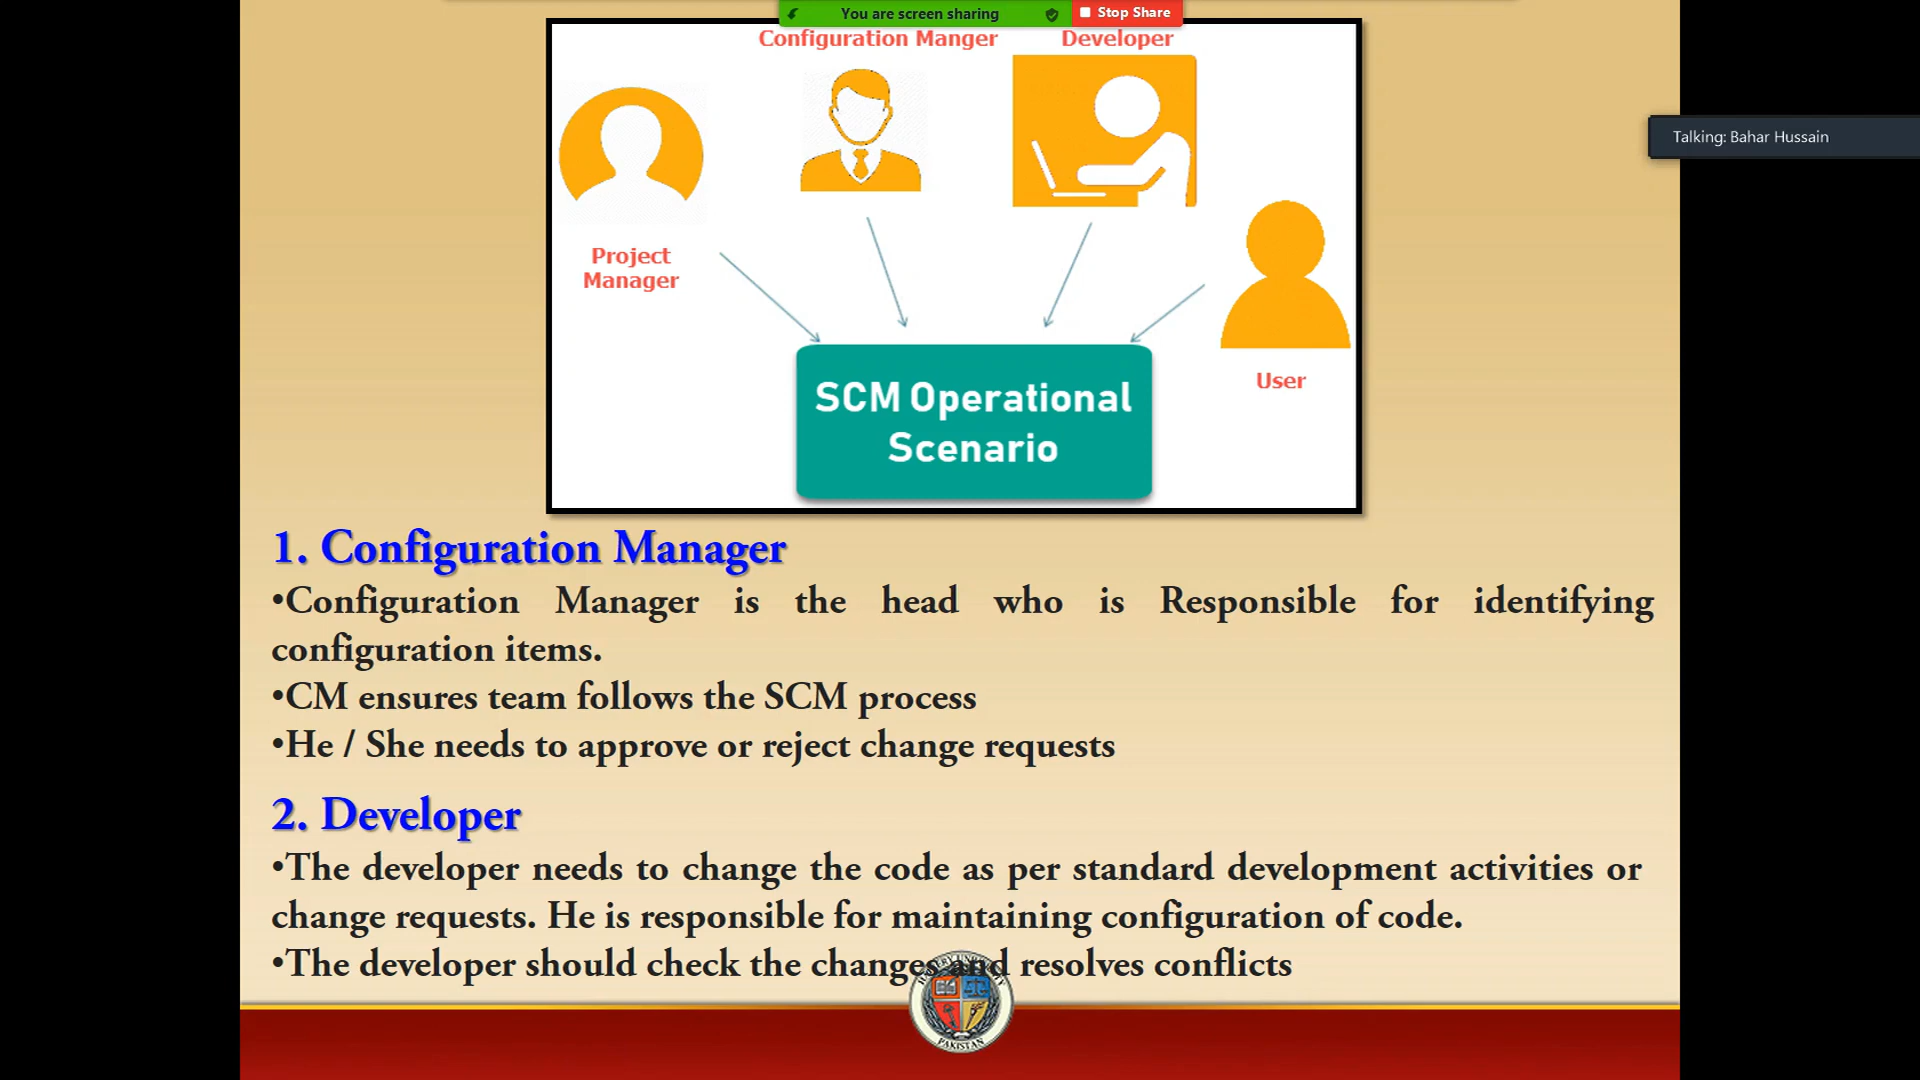 You are screen sharing
Stop Share
Configuration Manger
Developer
Talking: Bahar Hussain
Project
Manager
User
SCM Operational
Scenario
1. Configuration Manager
•Configuration Manager is the head who is Responsible for identifying
configuration items.
•CM ensures team follows the SCM process
•He / She needs to approve or reject change requests
2. Developer
•The developer needs to change the code as per standard development activities or
change requests. He is responsible for maintaining configuration of code.
•The developer should check the changes and resolves conflicts
PAKISTAN